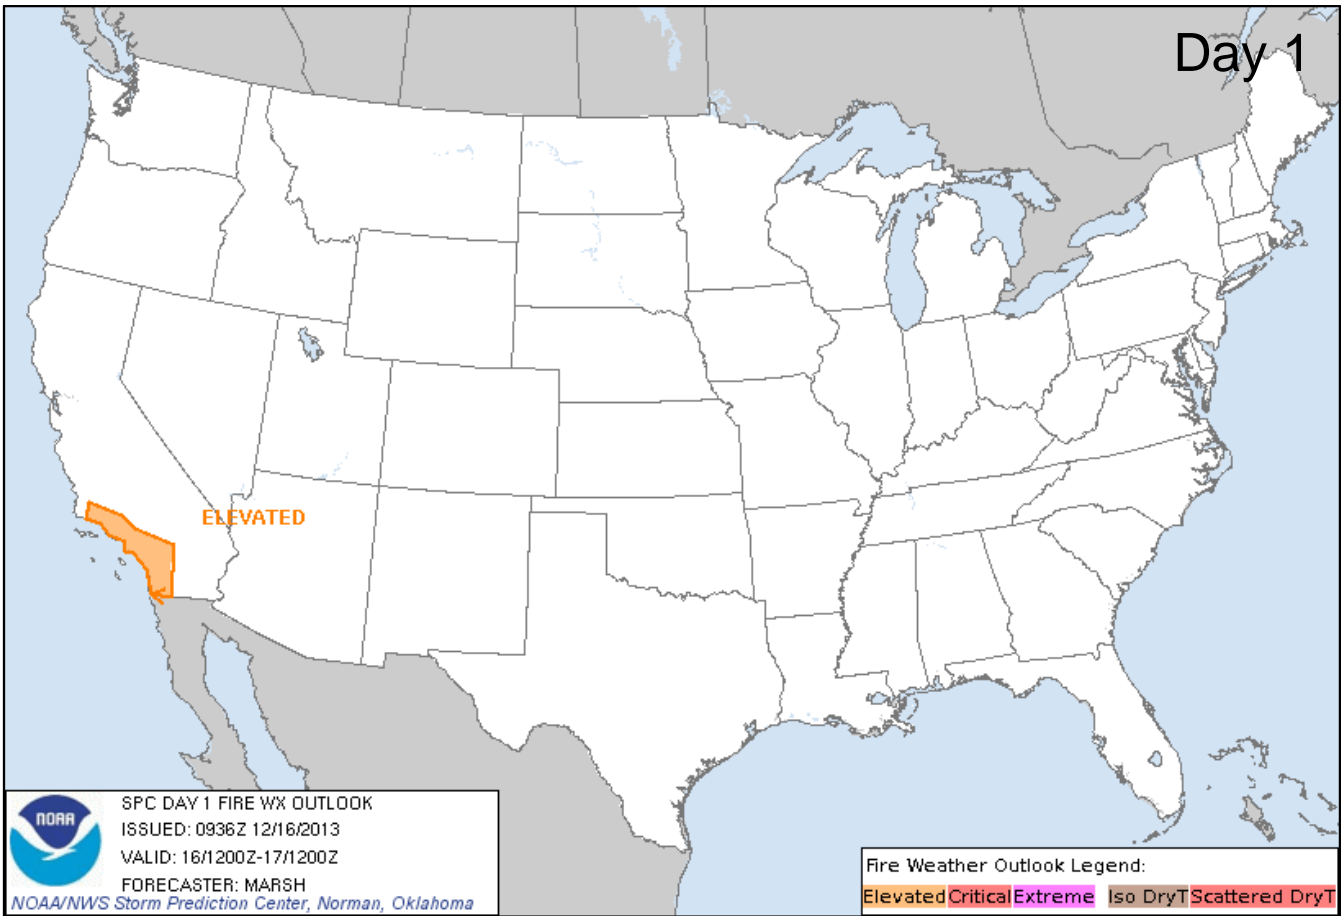 Day 1
ELEVATED
NOAA
SPC DAY 1 FIRE WX OUTLOOK
ISSUED: 0936Z 12/16/2013
VALID: 16/1200Z-17/1200Z
FORECASTER: MARSH
NOAA/NWS Storm Prediction Center, Norman, Oklahoma
Fire Weather Outlook Legend:
Elevated Critical Extreme Iso DryT Scattered DryT